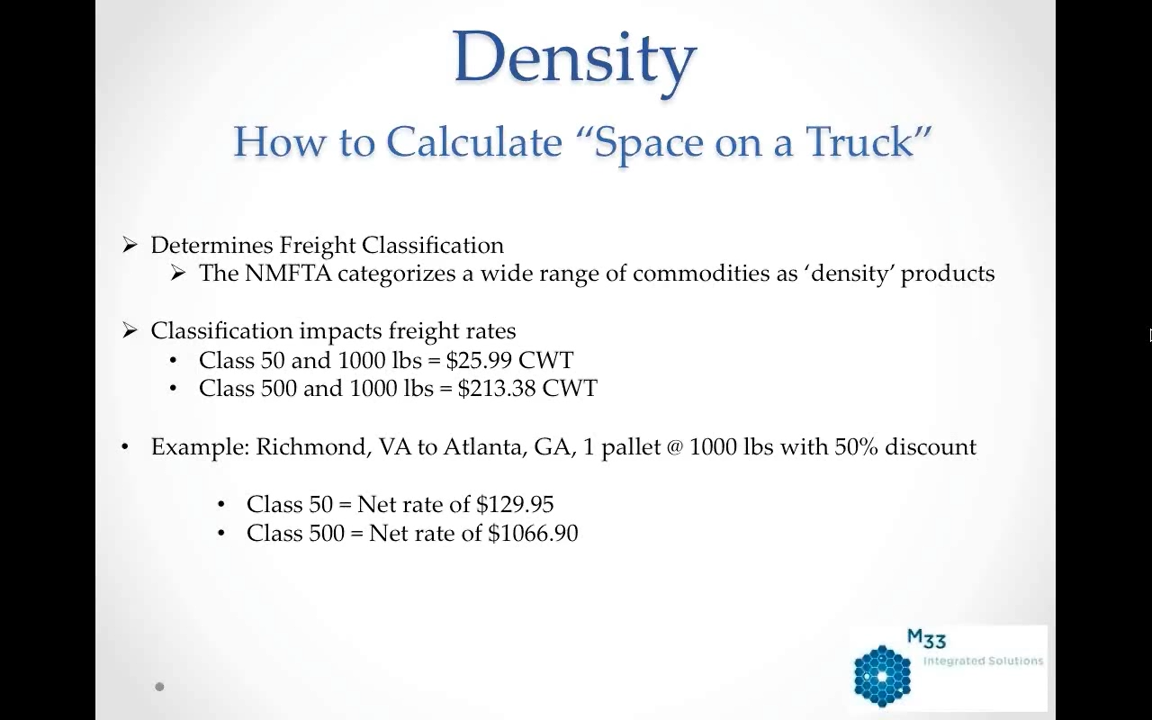 Density
How to Calculate “Space on a Truck”
➢ Determines Freight Classification
➢ The NMFTA categorizes a wide range of commodities as ‘density’ products
➢ Classification impacts freight rates
• Class 50 and 1000 lbs = $25.99 CWT
• Class 500 and 1000 lbs = $213.38 CWT
• Example: Richmond, VA to Atlanta, GA, 1 pallet @ 1000 lbs with 50% discount
• Class 50 = Net rate of $129.95
• Class 500 = Net rate of $1066.90
M33
Integrated Solutions